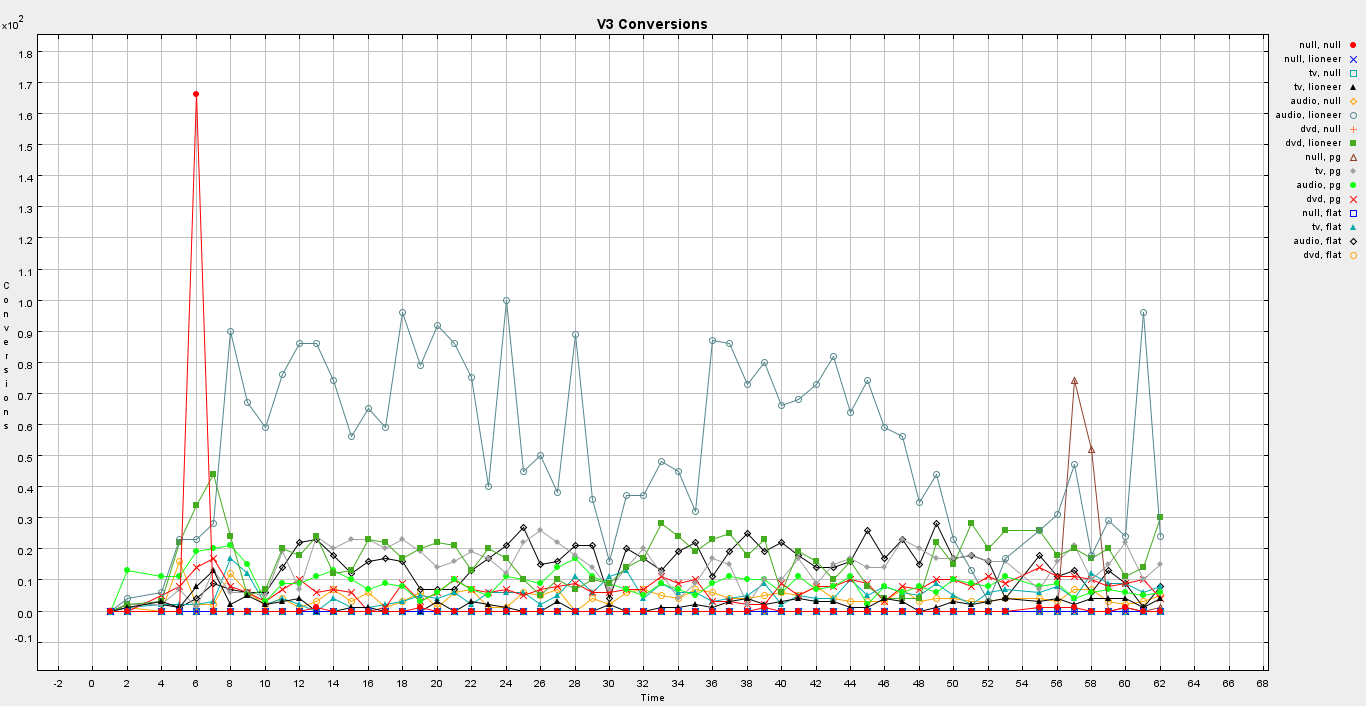 V3 Conversions
x10²
1.8
1.7
1.6
1.5
1.4
1.3
1.2
1.1
1.0
0.9
0.8
0.7
0.6
0.5
0.4
0.3
0.2
0.1
0.0
-0.1
Conversions
-2 0 2 4 6 8 10 12 14 16 18 20 22 24 26 28 30 32 34 36 38 40 42 44 46 48 50 52 54 56 58 60 62 64 66 68
Time
null, null
null, lioneer
tv, null
tv, lioneer
audio, null
audio, lioneer
dvd, null
dvd, lioneer
null, pg
tv, pg
audio, pg
dvd, pg
null, flat
tv, flat
audio, flat
dvd, flat